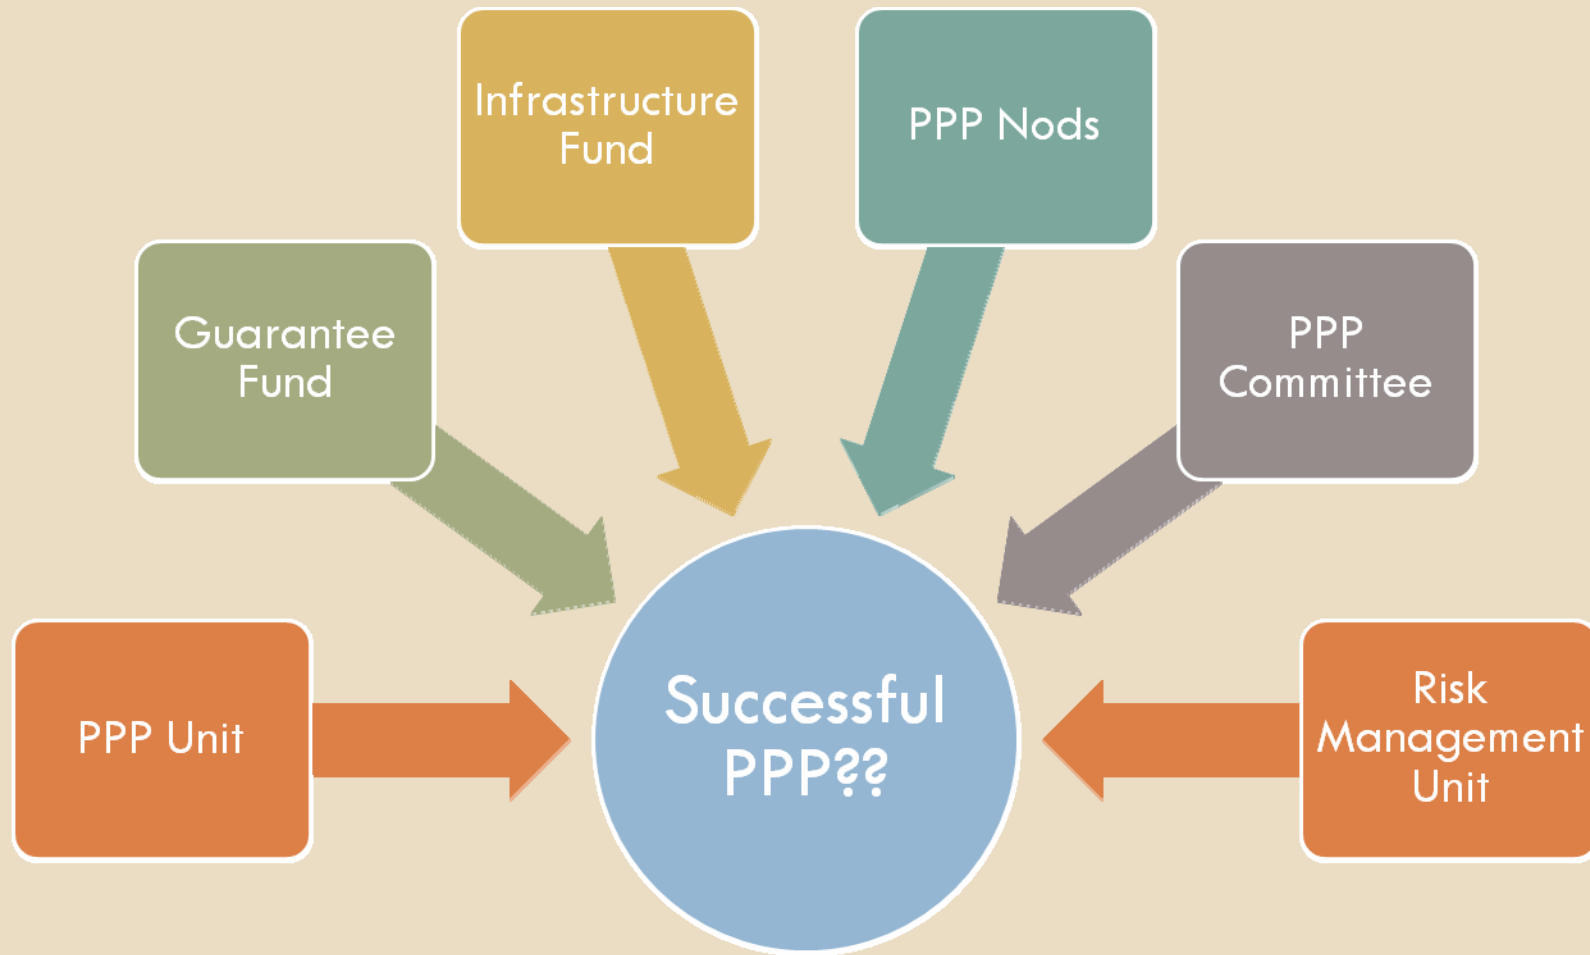 Infrastructure
Fund
PPP Nods
Guarantee
Fund
PPP
Committee
PPP Unit
Successful
PPP??
Risk
Management
Unit